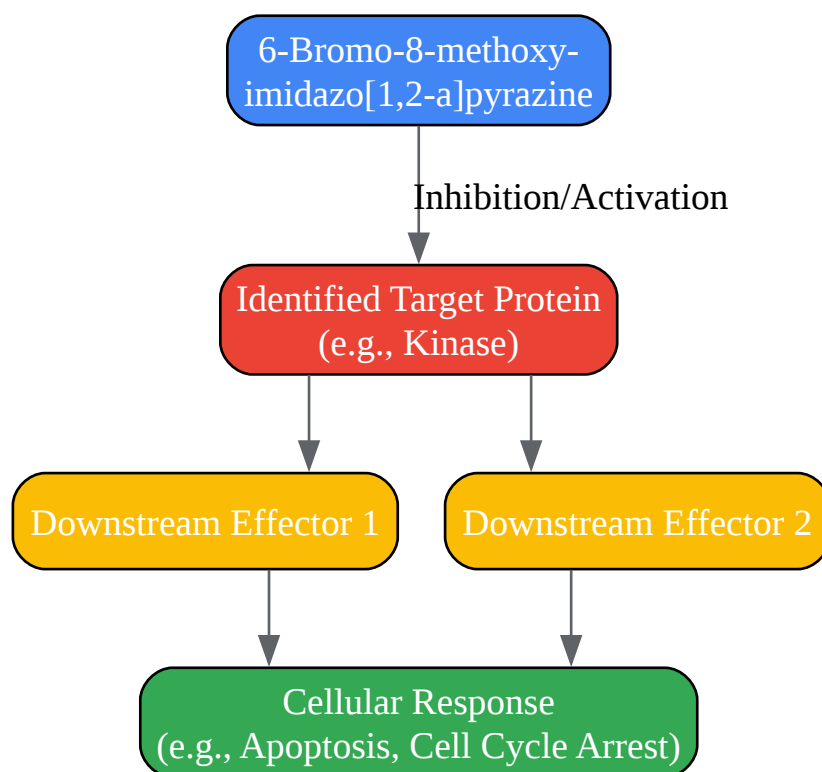 6-Bromo-8-methoxy-
imidazo[1,2-a]pyrazine
Inhibition/Activation
Identified Target Protein
(e.g., Kinase)
Downstream Effector 1
Downstream Effector 2
Cellular Response
(e.g., Apoptosis, Cell Cycle Arrest)